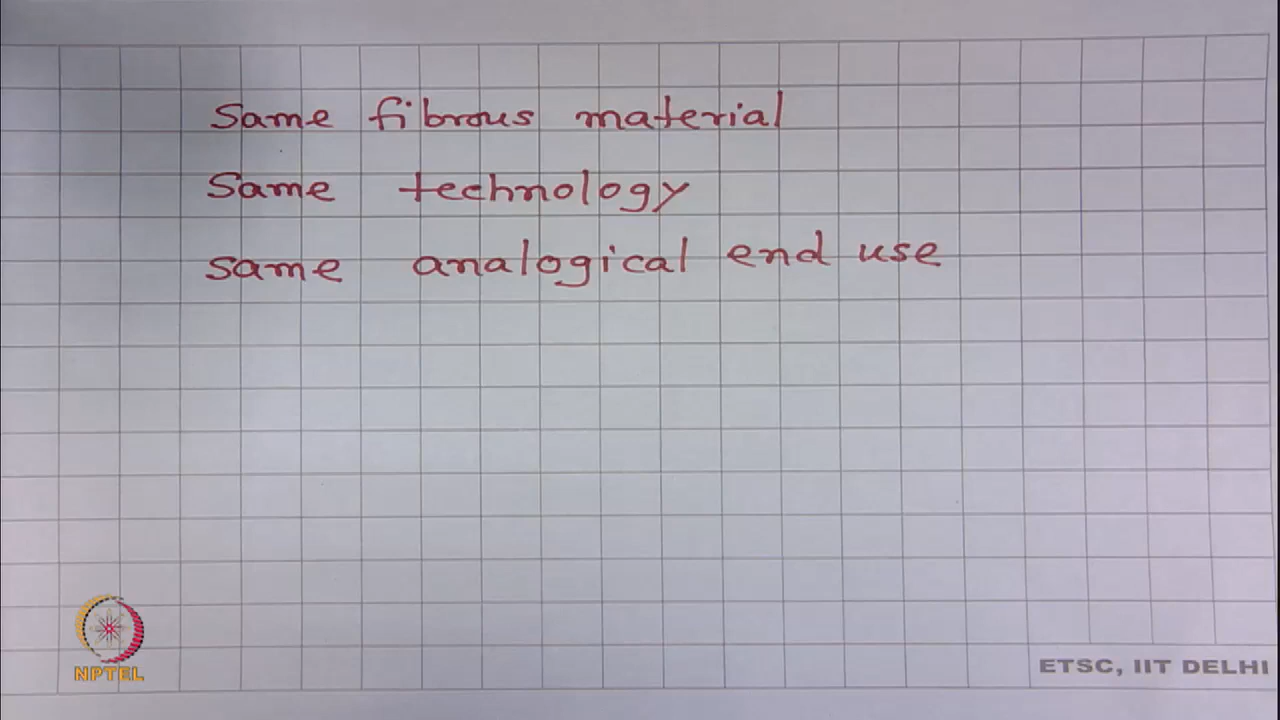 Same fibrous material
Same technology
same analogical end use
NPTEL
ETSC, IIT DELHI